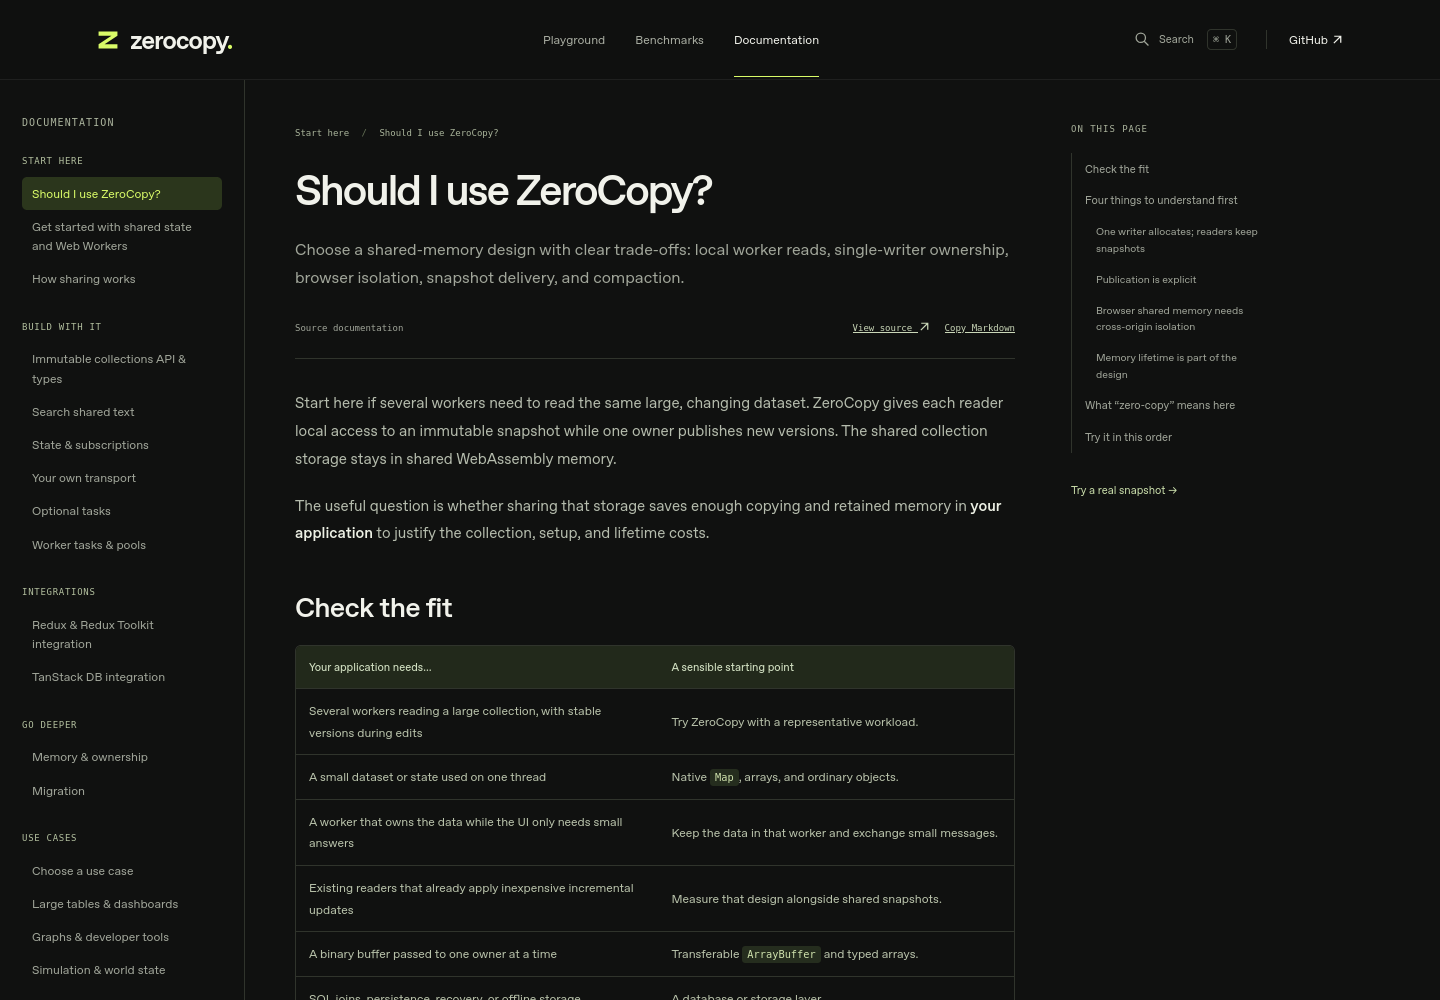 zerocopy.
Playground
Benchmarks
Documentation
Search
⌘ K
GitHub ↗
DOCUMENTATION
START HERE
Should I use ZeroCopy?
Get started with shared state
and Web Workers
How sharing works
BUILD WITH IT
Immutable collections API &
types
Search shared text
State & subscriptions
Your own transport
Optional tasks
Worker tasks & pools
INTEGRATIONS
Redux & Redux Toolkit
integration
TanStack DB integration
GO DEEPER
Memory & ownership
Migration
USE CASES
Choose a use case
Large tables & dashboards
Graphs & developer tools
Simulation & world state
Start here / Should I use ZeroCopy?
Should I use ZeroCopy?
Choose a shared-memory design with clear trade-offs: local worker reads, single-writer ownership,
browser isolation, snapshot delivery, and compaction.
Source documentation
View source ↗
Copy Markdown
Start here if several workers need to read the same large, changing dataset. ZeroCopy gives each reader
local access to an immutable snapshot while one owner publishes new versions. The shared collection
storage stays in shared WebAssembly memory.
The useful question is whether sharing that storage saves enough copying and retained memory in your
application to justify the collection, setup, and lifetime costs.
Check the fit
Your application needs...
A sensible starting point
Several workers reading a large collection, with stable
versions during edits
Try ZeroCopy with a representative workload.
A small dataset or state used on one thread
Native Map, arrays, and ordinary objects.
A worker that owns the data while the UI only needs small
answers
Keep the data in that worker and exchange small messages.
Existing readers that already apply inexpensive incremental
updates
Measure that design alongside shared snapshots.
A binary buffer passed to one owner at a time
Transferable ArrayBuffer and typed arrays.
SQL joins, persistence, recovery, or offline storage
A database or storage layer.
ON THIS PAGE
Check the fit
Four things to understand first
One writer allocates; readers keep
snapshots
Publication is explicit
Browser shared memory needs
cross-origin isolation
Memory lifetime is part of the
design
What “zero-copy” means here
Try it in this order
Try a real snapshot →